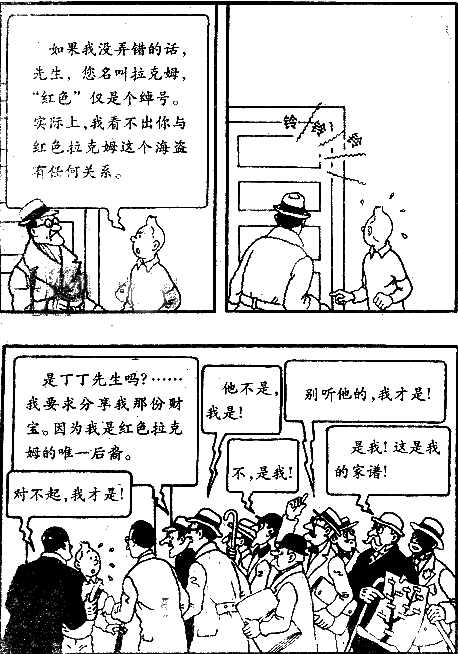 如果我没弄错的话，
先生，您名叫拉克姆，
“红色”仅是个绰号。
实际上，我看不出你与
红色拉克姆这个海盗
有任何关系。
铃
铃
铃
是丁丁先生吗？……
我要求分享我那份财
宝。因为我是红色拉克
姆的唯一后裔。
对不起，我才是！
他不是，
我是！
不，是我！
别听他的，我才是！
是我！这是我
的家谱！